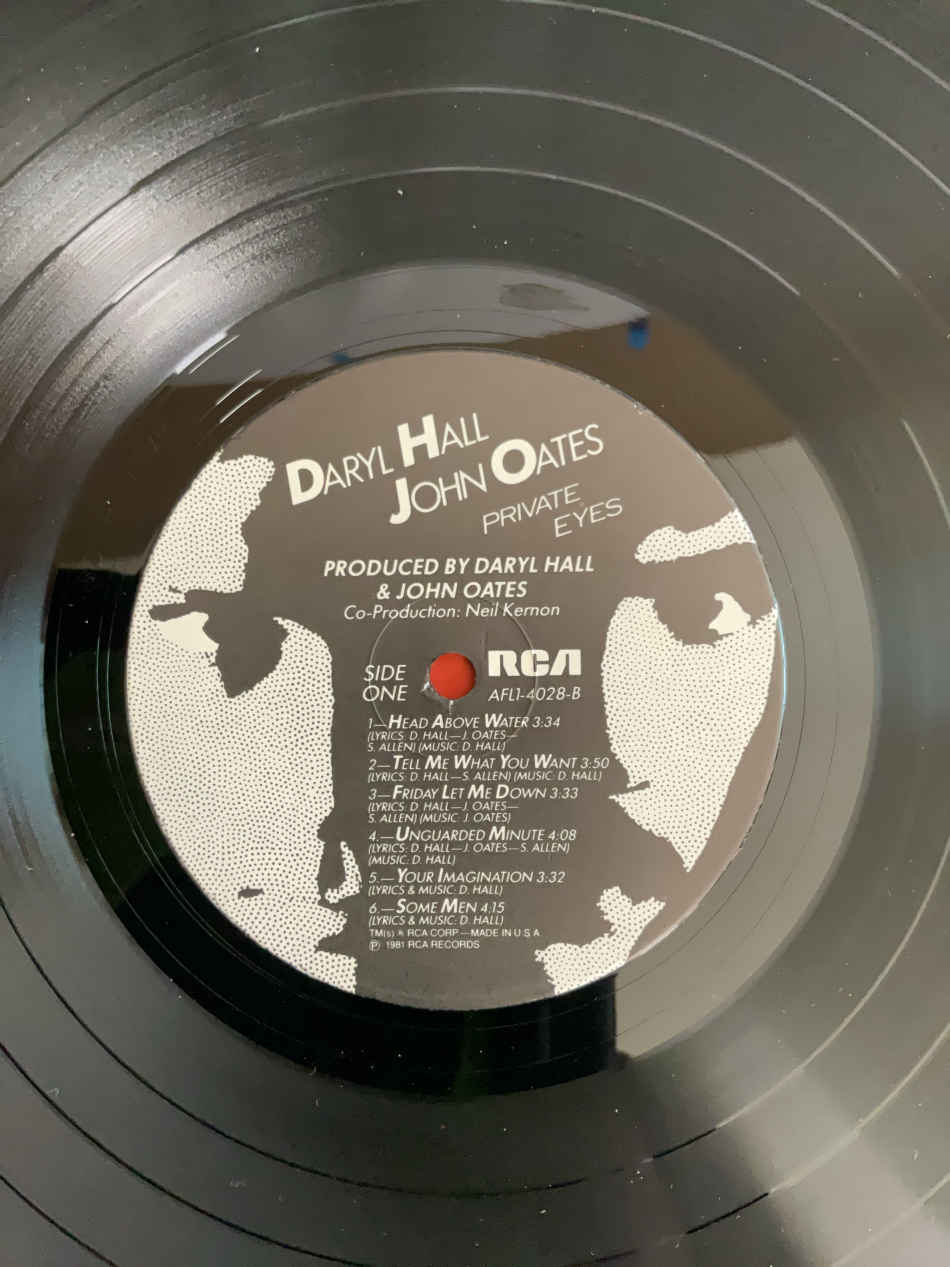 DARYL HALL
JOHN OATES
PRIVATE
EYES
PRODUCED BY DARYL HALL
& JOHN OATES
Co-Production: Neil Kernon
SIDE
ONE
RCA
AFL1-4028-B
1—HEAD ABOVE WATER 3:34
(LYRICS: D. HALL—J. OATES—
S. ALLEN) (MUSIC: D. HALL)
2—TELL ME WHAT YOU WANT 3:50
(LYRICS: D. HALL—S. ALLEN) (MUSIC: D. HALL)
3—FRIDAY LET ME DOWN 3:33
(LYRICS: D. HALL—J. OATES—
S. ALLEN) (MUSIC: J. OATES)
4.—UNGUARDED MINUTE 4:08
(LYRICS: D. HALL—J. OATES—S. ALLEN)
(MUSIC: D. HALL)
5.—YOUR IMAGINATION 3:32
(LYRICS & MUSIC: D. HALL)
6.—SOME MEN 4:15
(LYRICS & MUSIC: D. HALL)
TM(s) ® RCA CORP—MADE IN U.S.A.
℗ 1981 RCA RECORDS